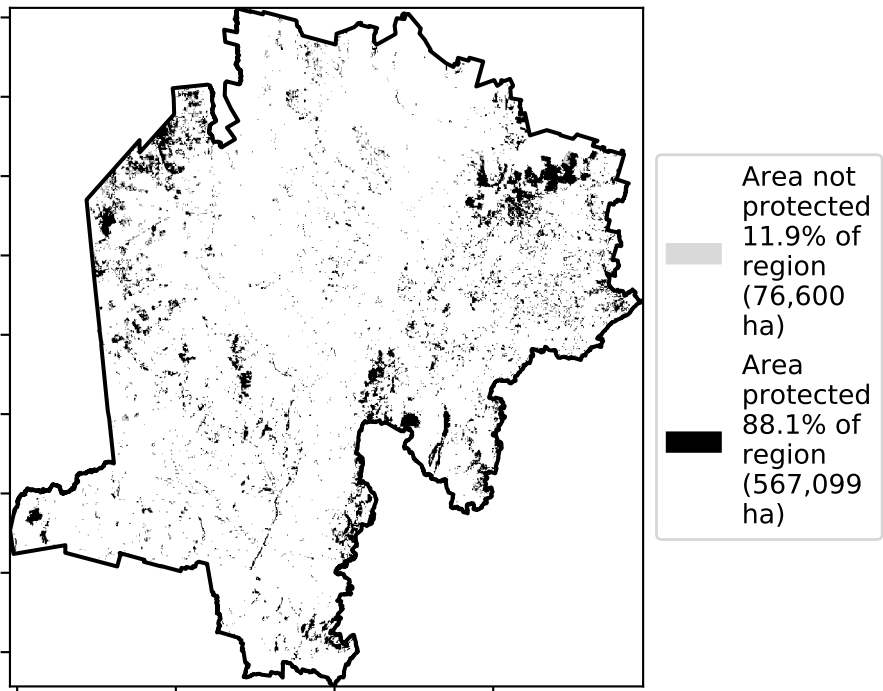 Area not
protected
11.9% of
region
(76,600
ha)
Area
protected
88.1% of
region
(567,099
ha)